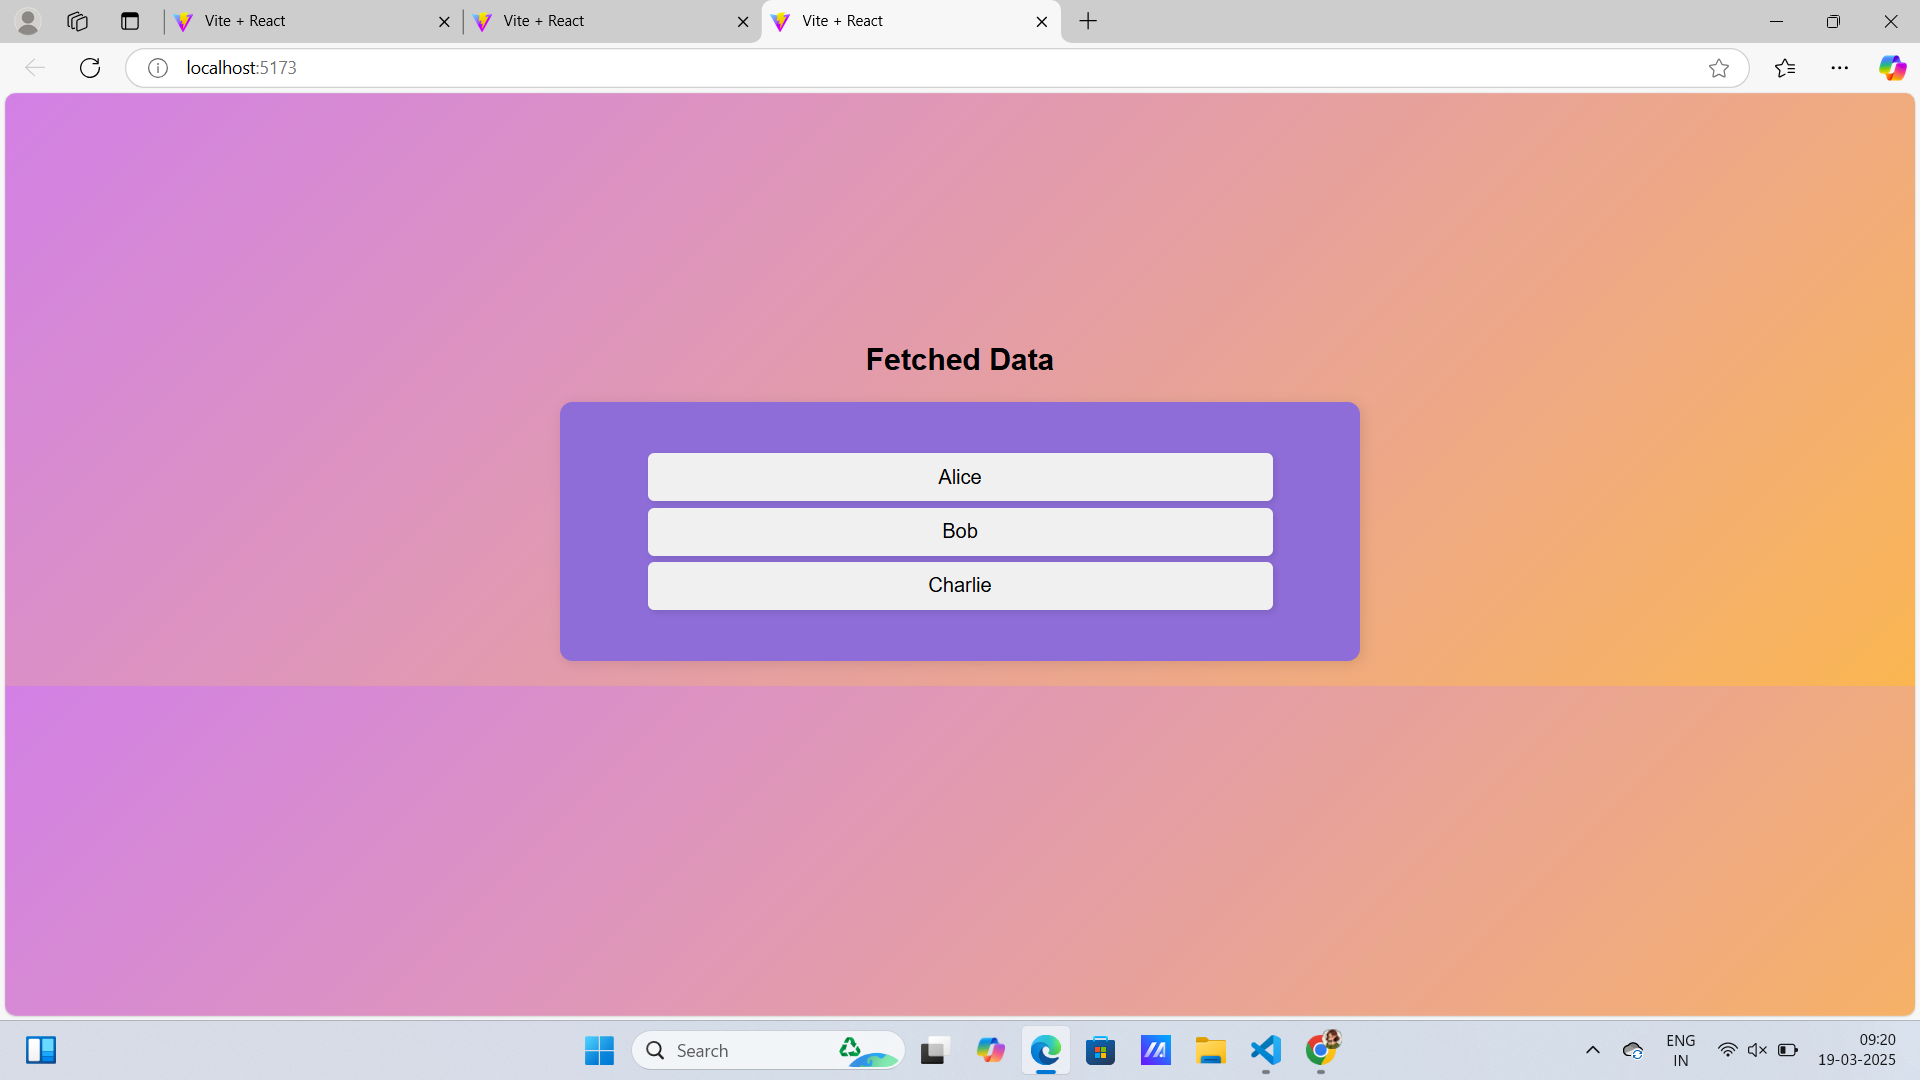 Vite + React
Vite + React
Vite + React
localhost:5173
Fetched Data
Alice
Bob
Charlie
Search
ENG
IN
09:20
19-03-2025